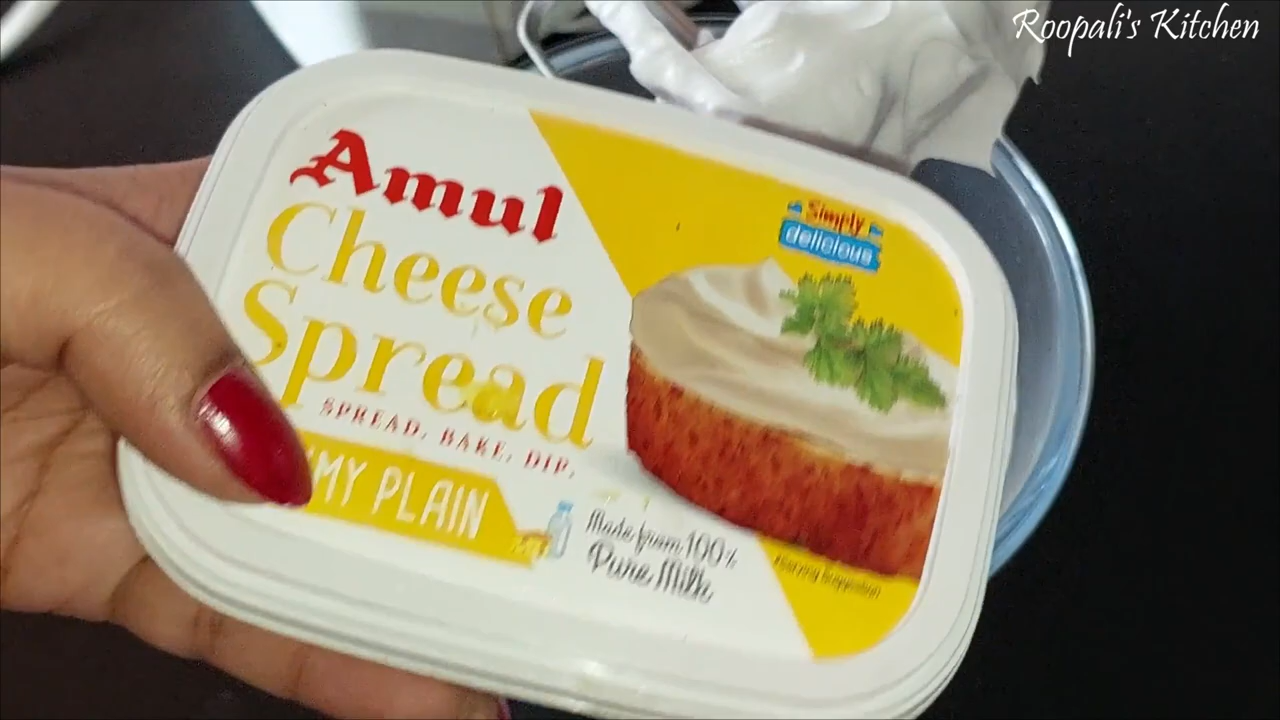 Roopali's Kitchen
Amul
Cheese
Spread
SPREAD. BAKE. DIP.
MY PLAIN
Simply
delicious
Made from 100%
Pure Milk